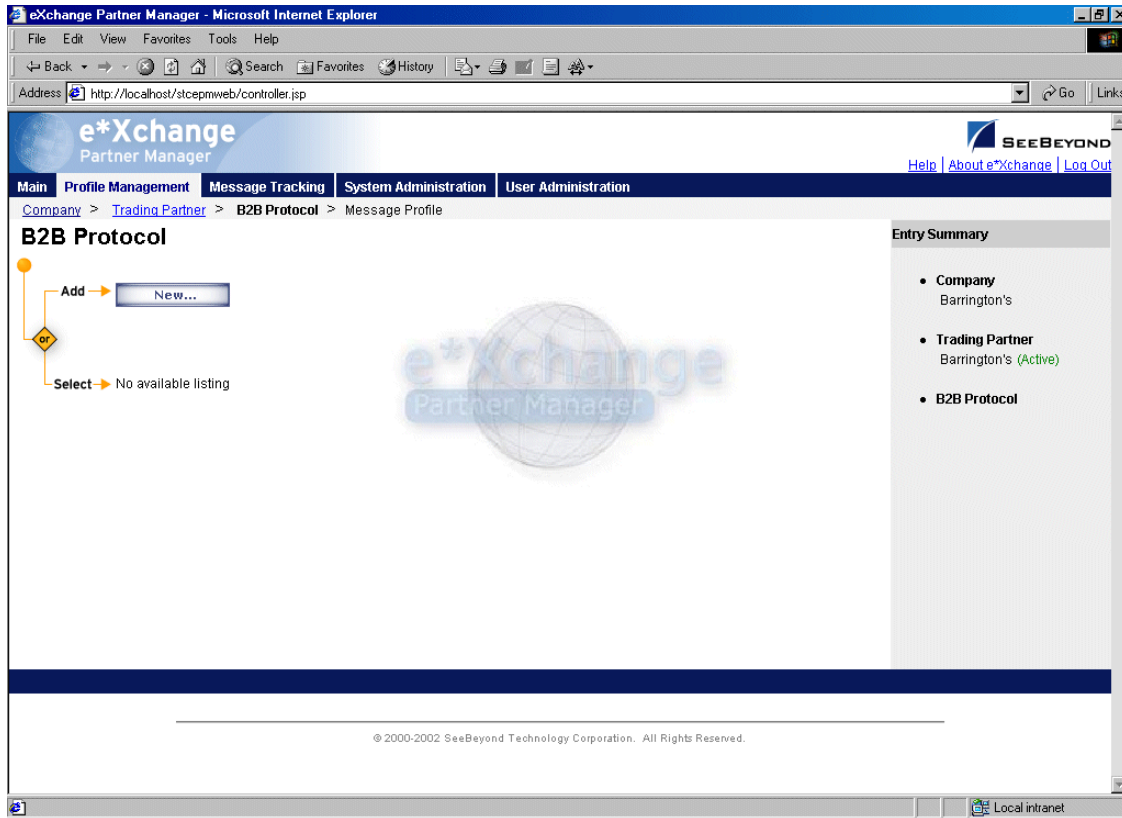 eXchange Partner Manager - Microsoft Internet Explorer
File Edit View Favorites Tools Help
Back Search Favorites History
Address http://localhost/stcepmweb/controller.jsp Go Links
e*Xchange
Partner Manager
SEEBEYOND
Help | About e*Xchange | Log Out
Main Profile Management Message Tracking System Administration User Administration
Company > Trading Partner > B2B Protocol > Message Profile
B2B Protocol
Add New...
or
Select No available listing
e*Xchange
Partner Manager
Entry Summary
• Company
Barrington's
• Trading Partner
Barrington's (Active)
• B2B Protocol
© 2000-2002 SeeBeyond Technology Corporation. All Rights Reserved.
Local intranet